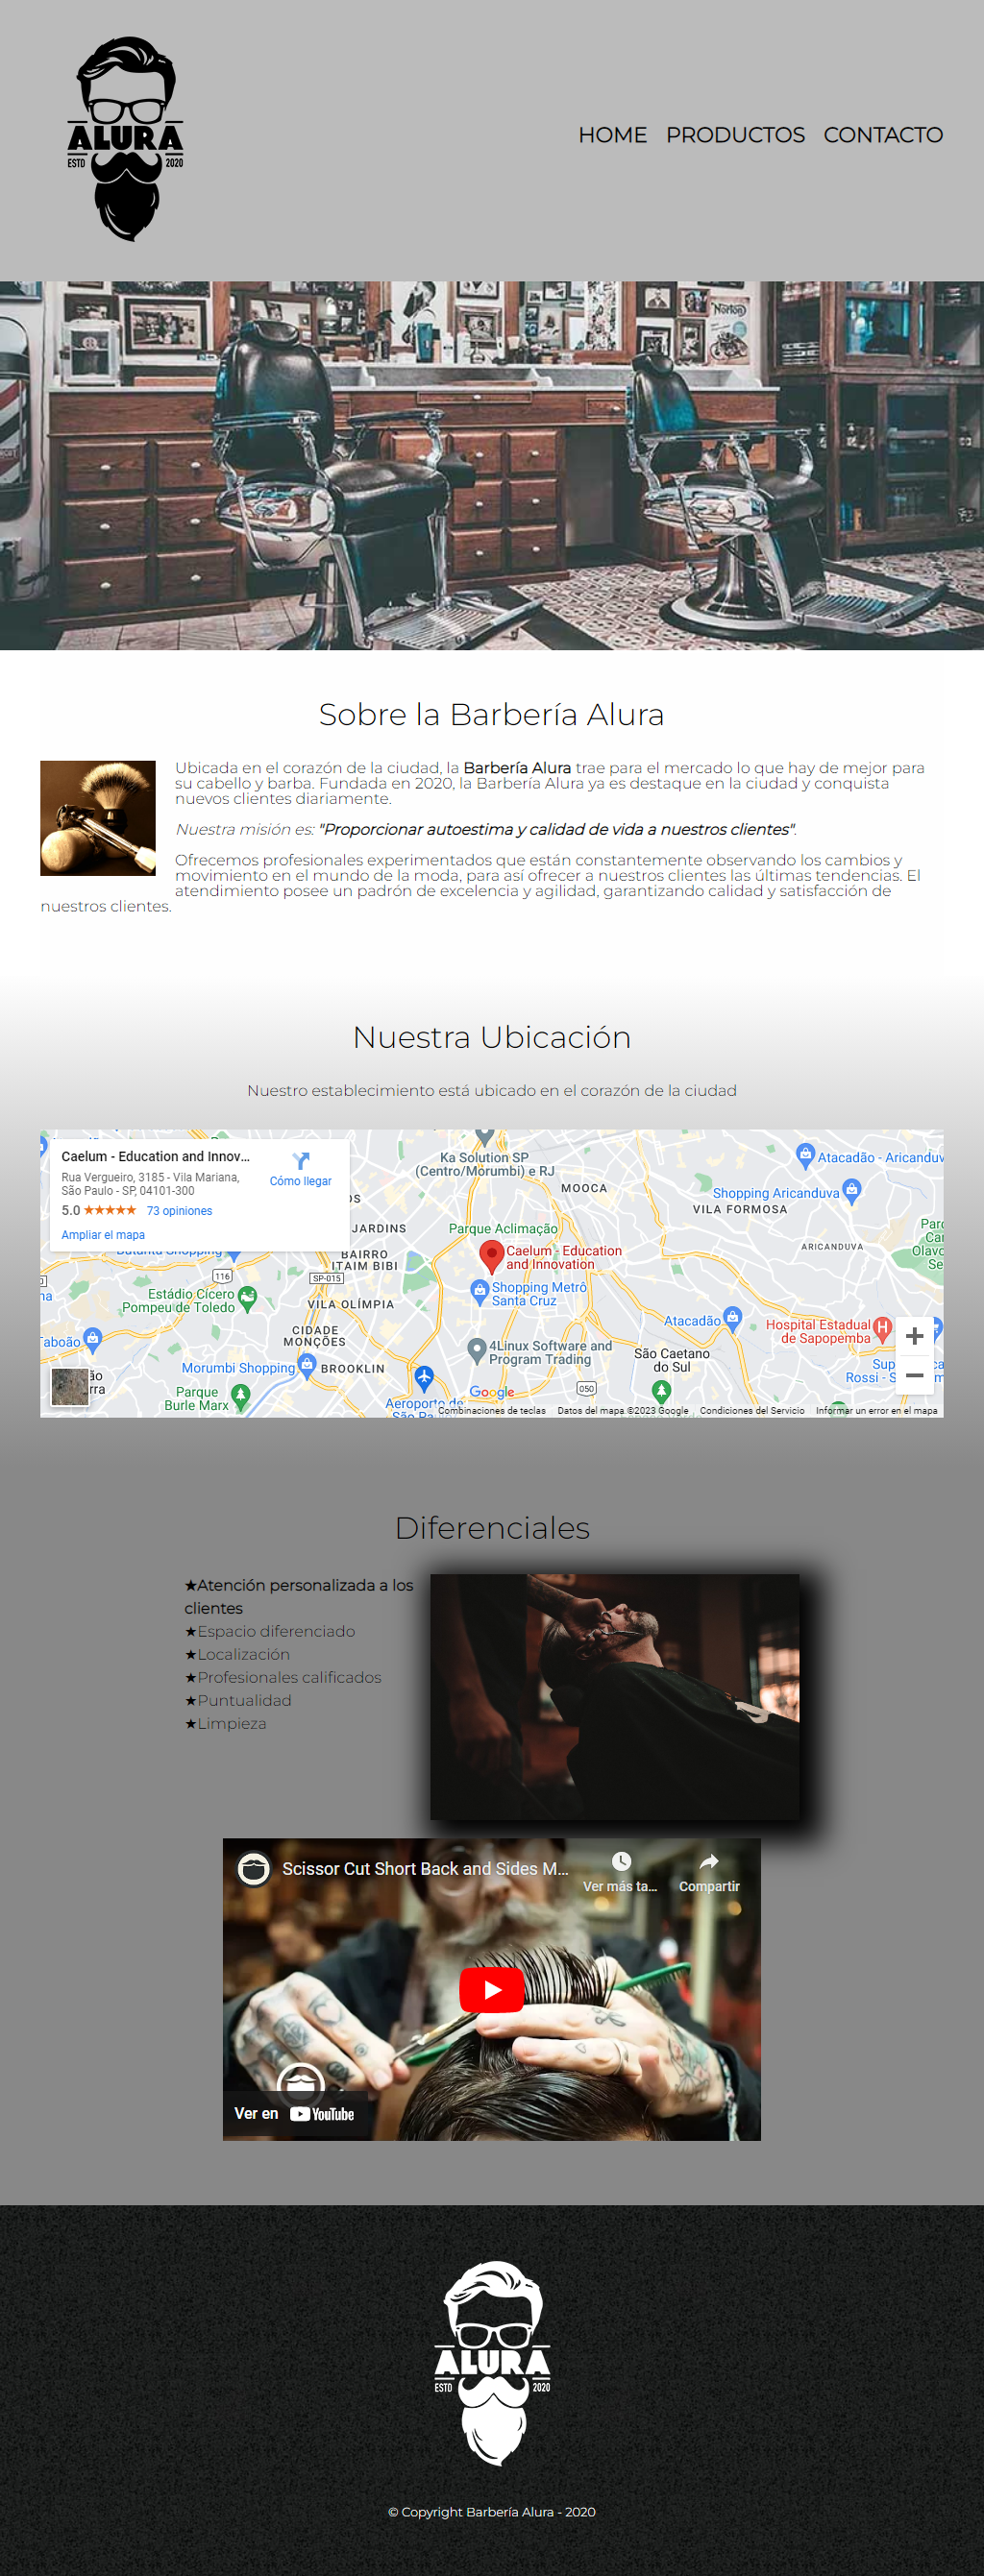 ALURA
ESTD 2020
HOME PRODUCTOS CONTACTO
Norton
Sobre la Barbería Alura
Ubicada en el corazón de la ciudad, la Barbería Alura trae para el mercado lo que hay de mejor para
su cabello y barba. Fundada en 2020, la Barbería Alura ya es destaque en la ciudad y conquista
nuevos clientes diariamente.
Nuestra misión es: "Proporcionar autoestima y calidad de vida a nuestros clientes".
Ofrecemos profesionales experimentados que están constantemente observando los cambios y
movimiento en el mundo de la moda, para así ofrecer a nuestros clientes las últimas tendencias. El
atendimiento posee un padrón de excelencia y agilidad, garantizando calidad y satisfacción de
nuestros clientes.
Nuestra Ubicación
Nuestro establecimiento está ubicado en el corazón de la ciudad
Caelum - Education and Innov...
Rua Vergueiro, 3185 - Vila Mariana,
São Paulo - SP, 04101-300
5.0 ★★★★★ 73 opiniones
Ampliar el mapa
Cómo llegar
Ka Solution SP
(Centro/Morumbi) e RJ
MOOCA
Atacadão - Aricanduv
Shopping Aricanduva
VILA FORMOSA
JARDINS
Parque Aclimação
ARICANDUVA
BAIRRO
ITAIM BIBI
Caelum - Education
and Innovation
116
SP-015
Shopping Metrô
Santa Cruz
Estádio Cícero
Pompeu de Toledo
VILA OLÍMPIA
Atacadão
Hospital Estadual
de Sapopemba
CIDADE
MONÇÕES
Taboão
4Linux Software and
Program Trading
São Caetano
do Sul
Morumbi Shopping
BROOKLIN
Parque
Burle Marx
Aeroporto de
São Paulo
Google
050
Combinaciones de teclas Datos del mapa ©2023 Google Condiciones del Servicio Informar un error en el mapa
Diferenciales
★Atención personalizada a los
clientes
★Espacio diferenciado
★Localización
★Profesionales calificados
★Puntualidad
★Limpieza
Scissor Cut Short Back and Sides M...
Ver más ta...
Compartir
Ver en YouTube
ALURA
ESTD 2020
© Copyright Barbería Alura - 2020